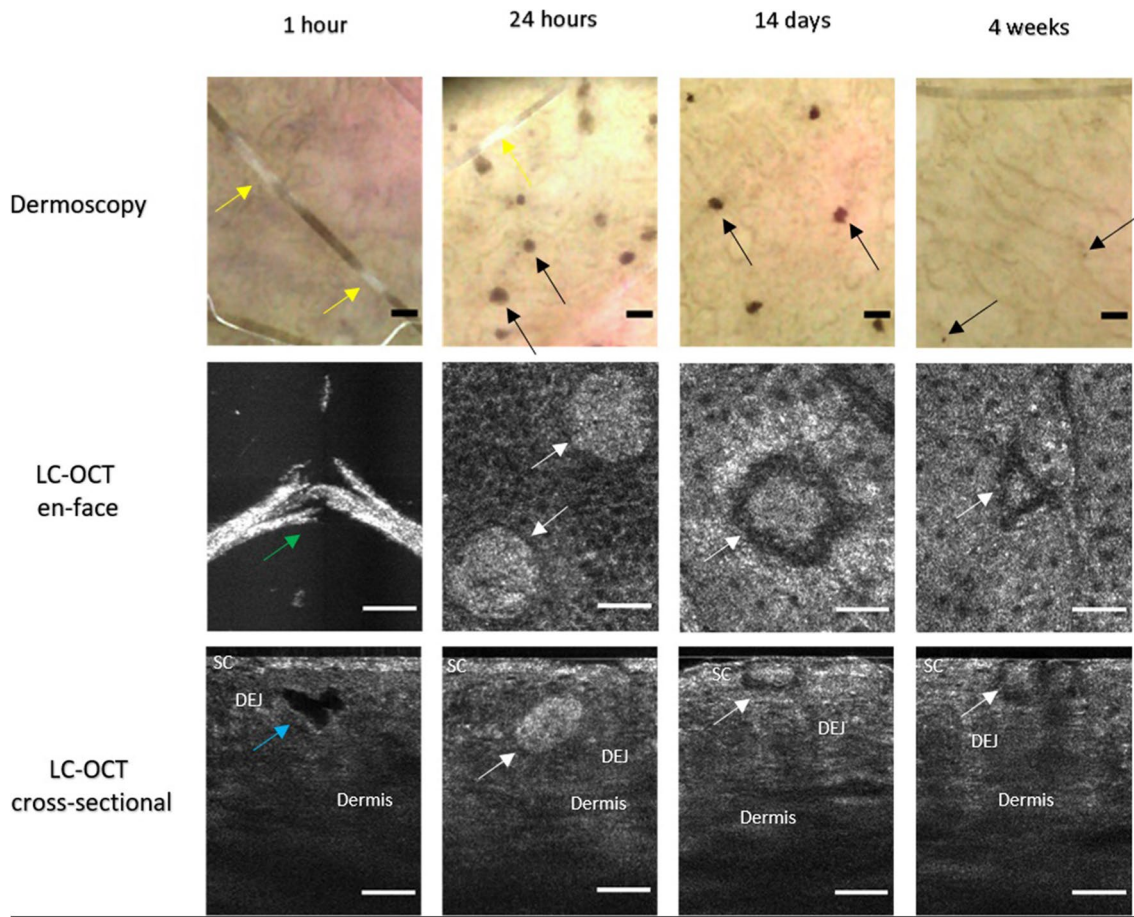 1 hour
24 hours
14 days
4 weeks
Dermoscopy
LC-OCT
en-face
LC-OCT
cross-sectional
SC
DEJ
Dermis
SC
DEJ
Dermis
SC
DEJ
Dermis
SC
DEJ
Dermis